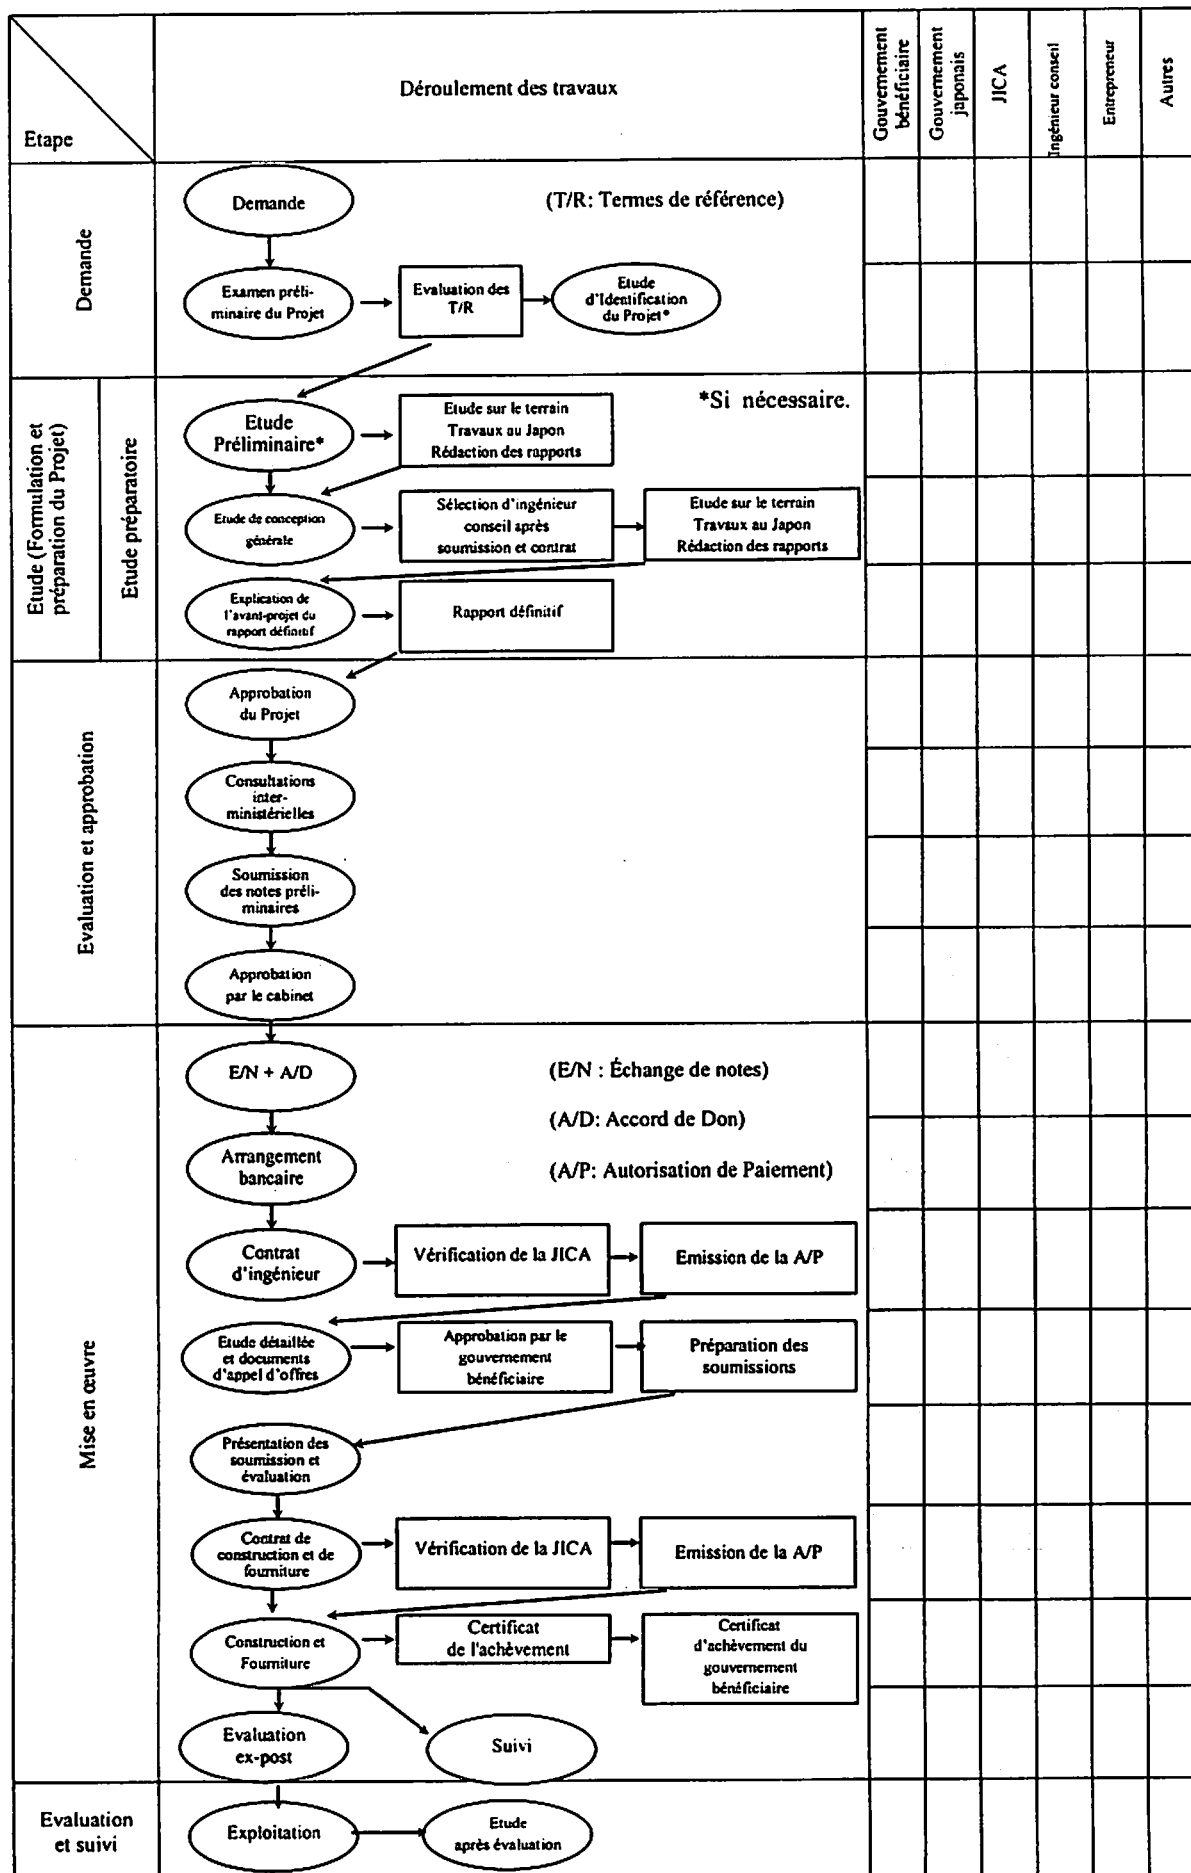 Etape
Déroulement des travaux
Gouvernement
bénéficiaire
Gouvernement
japonais
JICA
Ingénieur conseil
Entrepreneur
Autres
Demande
Demande
(T/R: Termes de référence)
Examen préli-
minaire du Projet
Evaluation des
T/R
Etude
d'Identification
du Projet*
Etude (Formulation et
préparation du Projet)
Etude préparatoire
Etude
Préliminaire*
Etude sur le terrain
Travaux au Japon
Rédaction des rapports
*Si nécessaire.
Etude de conception
générale
Sélection d'ingénieur
conseil après
soumission et contrat
Etude sur le terrain
Travaux au Japon
Rédaction des rapports
Explication de
l'avant-projet du
rapport définitif
Rapport définitif
Evaluation et approbation
Approbation
du Projet
Consultations
inter-
ministérielles
Soumission
des notes préli-
minaires
Approbation
par le cabinet
Mise en œuvre
E/N + A/D
(E/N : Échange de notes)
(A/D: Accord de Don)
(A/P: Autorisation de Paiement)
Arrangement
bancaire
Contrat
d'ingénieur
Vérification de la JICA
Emission de la A/P
Etude détaillée
et documents
d'appel d'offres
Approbation par le
gouvernement
bénéficiaire
Préparation des
soumissions
Présentation des
soumission et
évaluation
Contrat de
construction et de
fourniture
Vérification de la JICA
Emission de la A/P
Construction et
Fourniture
Certificat
de l'achèvement
Certificat
d'achèvement du
gouvernement
bénéficiaire
Evaluation
ex-post
Suivi
Evaluation
et suivi
Exploitation
Etude
après évaluation